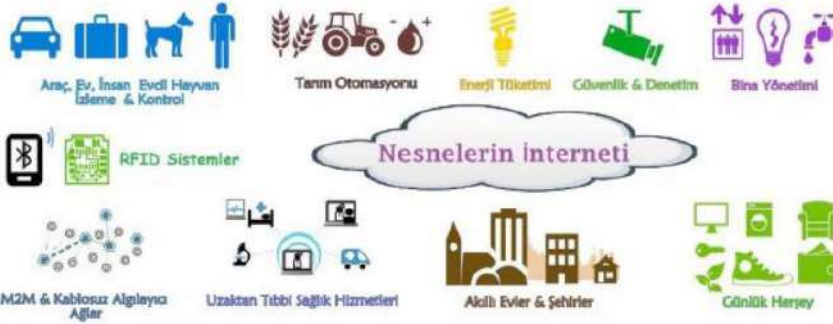 Araç, Ev, İnsan Evcil Hayvan
İzleme & Kontrol
Tarım Otomasyonu
Enerji Tüketimi
Güvenlik & Denetim
Bina Yönetimi
RFID Sistemler
Nesnelerin İnterneti
M2M & Kablosuz Algılayıcı
Ağlar
Uzaktan Tıbbi Sağlık Hizmetleri
Akıllı Evler & Şehirler
Günlük Herşey